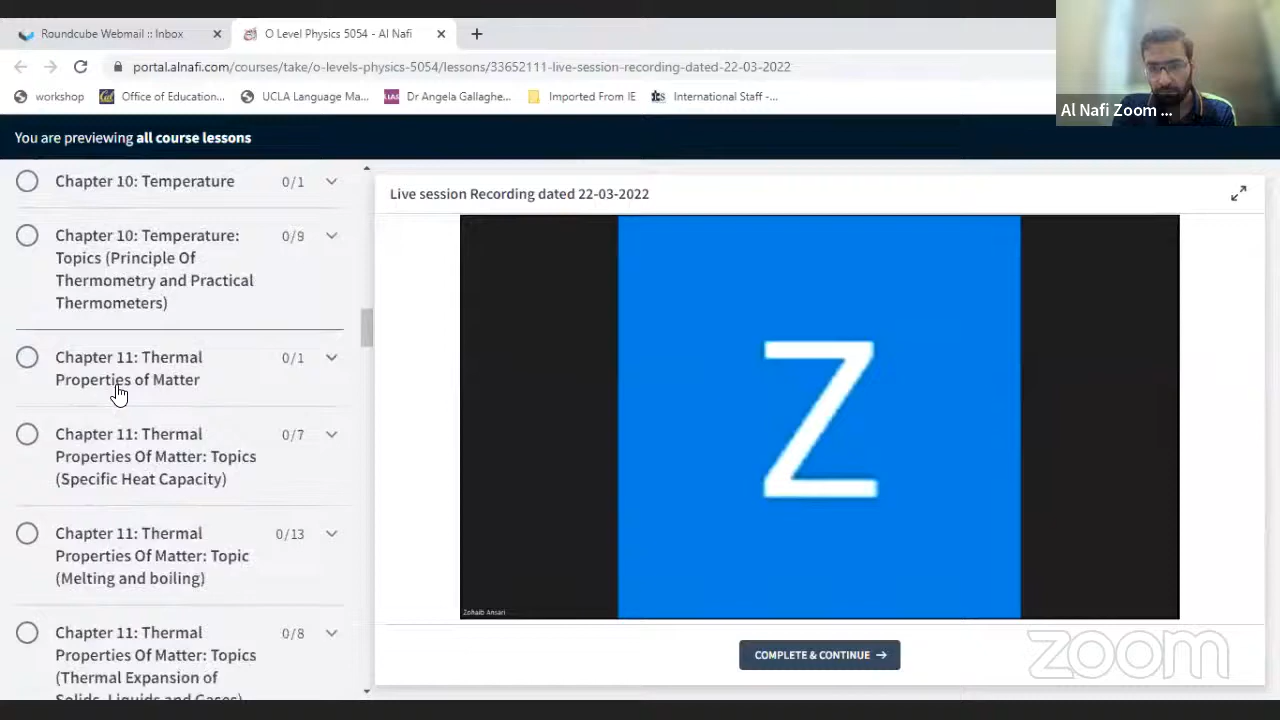 Roundcube Webmail :: Inbox
O Level Physics 5054 - Al Nafi
portal.alnafi.com/courses/take/o-levels-physics-5054/lessons/33652111-live-session-recording-dated-22-03-2022
workshop
Office of Education...
UCLA Language Ma...
Dr Angela Gallaghe...
Imported From IE
International Staff -...
Al Nafi Zoom ...
You are previewing all course lessons
Chapter 10: Temperature 0/1
Chapter 10: Temperature: 0/9
Topics (Principle Of
Thermometry and Practical
Thermometers)
Chapter 11: Thermal 0/1
Properties of Matter
Chapter 11: Thermal 0/7
Properties Of Matter: Topics
(Specific Heat Capacity)
Chapter 11: Thermal 0/13
Properties Of Matter: Topic
(Melting and boiling)
Chapter 11: Thermal 0/8
Properties Of Matter: Topics
(Thermal Expansion of
Solids, Liquids and Gases)
Live session Recording dated 22-03-2022
Z
Zohaib Ansari
COMPLETE & CONTINUE →
zoom